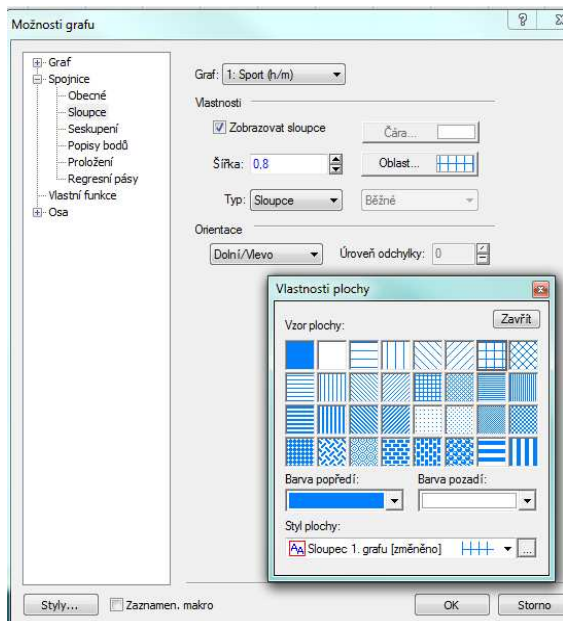 Možnosti grafu
Graf
Spojnice
Obecné
Sloupce
Seskupení
Popisy bodů
Proložení
Regresní pásy
Vlastní funkce
Osa
Graf: 1: Sport (h/m)
Vlastnosti
Zobrazovat sloupce
Čára...
Šířka: 0,8
Oblast...
Typ: Sloupce
Běžné
Orientace
Dolní/Vlevo
Úroveň odchylky: 0
Vlastnosti plochy
Zavřít
Vzor plochy:
Barva popředí:
Barva pozadí:
Styl plochy:
Sloupec 1. grafu [změněno]
...
Styly...
Zaznamen. makro
OK
Storno